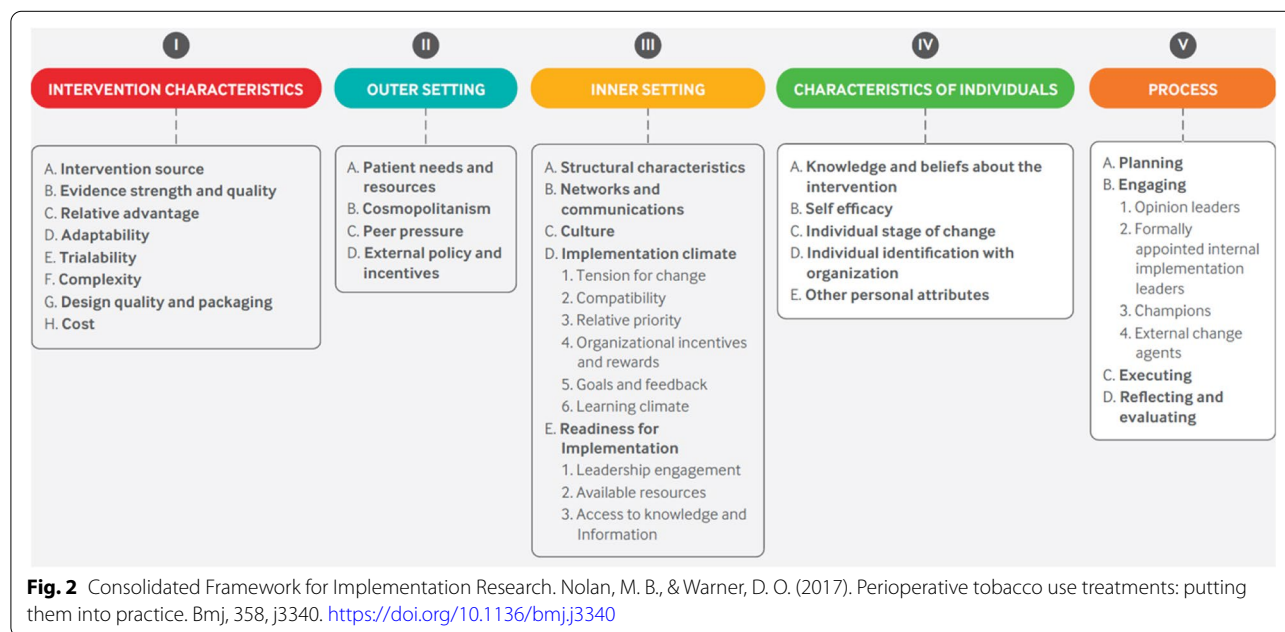 I
INTERVENTION CHARACTERISTICS
A. Intervention source
B. Evidence strength and quality
C. Relative advantage
D. Adaptability
E. Trialability
F. Complexity
G. Design quality and packaging
H. Cost
II
OUTER SETTING
A. Patient needs and
resources
B. Cosmopolitanism
C. Peer pressure
D. External policy and
incentives
III
INNER SETTING
A. Structural characteristics
B. Networks and
communications
C. Culture
D. Implementation climate
1. Tension for change
2. Compatibility
3. Relative priority
4. Organizational incentives
and rewards
5. Goals and feedback
6. Learning climate
E. Readiness for
Implementation
1. Leadership engagement
2. Available resources
3. Access to knowledge and
Information
IV
CHARACTERISTICS OF INDIVIDUALS
A. Knowledge and beliefs about the
intervention
B. Self efficacy
C. Individual stage of change
D. Individual identification with
organization
E. Other personal attributes
V
PROCESS
A. Planning
B. Engaging
1. Opinion leaders
2. Formally
appointed internal
implementation
leaders
3. Champions
4. External change
agents
C. Executing
D. Reflecting and
evaluating
Fig. 2 Consolidated Framework for Implementation Research. Nolan, M. B., & Warner, D. O. (2017). Perioperative tobacco use treatments: putting
them into practice. Bmj, 358, j3340. https://doi.org/10.1136/bmj.j3340